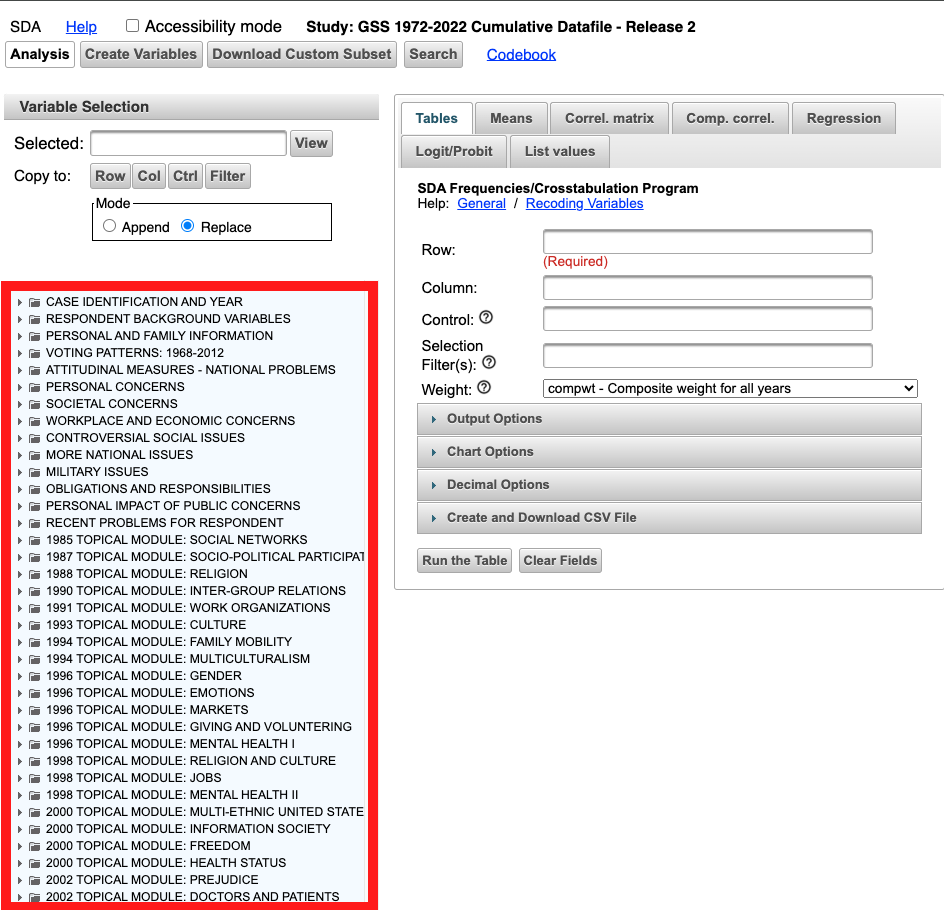 SDA Help Accessibility mode Study: GSS 1972-2022 Cumulative Datafile - Release 2
Analysis Create Variables Download Custom Subset Search Codebook
Variable Selection
Selected: View
Copy to: Row Col Ctrl Filter
Mode
Append Replace
CASE IDENTIFICATION AND YEAR
RESPONDENT BACKGROUND VARIABLES
PERSONAL AND FAMILY INFORMATION
VOTING PATTERNS: 1968-2012
ATTITUDINAL MEASURES - NATIONAL PROBLEMS
PERSONAL CONCERNS
SOCIETAL CONCERNS
WORKPLACE AND ECONOMIC CONCERNS
CONTROVERSIAL SOCIAL ISSUES
MORE NATIONAL ISSUES
MILITARY ISSUES
OBLIGATIONS AND RESPONSIBILITIES
PERSONAL IMPACT OF PUBLIC CONCERNS
RECENT PROBLEMS FOR RESPONDENT
1985 TOPICAL MODULE: SOCIAL NETWORKS
1987 TOPICAL MODULE: SOCIO-POLITICAL PARTICIPAT
1988 TOPICAL MODULE: RELIGION
1990 TOPICAL MODULE: INTER-GROUP RELATIONS
1991 TOPICAL MODULE: WORK ORGANIZATIONS
1993 TOPICAL MODULE: CULTURE
1994 TOPICAL MODULE: FAMILY MOBILITY
1994 TOPICAL MODULE: MULTICULTURALISM
1996 TOPICAL MODULE: GENDER
1996 TOPICAL MODULE: EMOTIONS
1996 TOPICAL MODULE: MARKETS
1996 TOPICAL MODULE: GIVING AND VOLUNTERING
1996 TOPICAL MODULE: MENTAL HEALTH I
1998 TOPICAL MODULE: RELIGION AND CULTURE
1998 TOPICAL MODULE: JOBS
1998 TOPICAL MODULE: MENTAL HEALTH II
2000 TOPICAL MODULE: MULTI-ETHNIC UNITED STATE
2000 TOPICAL MODULE: INFORMATION SOCIETY
2000 TOPICAL MODULE: FREEDOM
2000 TOPICAL MODULE: HEALTH STATUS
2002 TOPICAL MODULE: PREJUDICE
2002 TOPICAL MODULE: DOCTORS AND PATIENTS
Tables Means Correl. matrix Comp. correl. Regression
Logit/Probit List values
SDA Frequencies/Crosstabulation Program
Help: General / Recoding Variables
Row:
(Required)
Column:
Control: ?
Selection
Filter(s): ?
Weight: ? compwt - Composite weight for all years
Output Options
Chart Options
Decimal Options
Create and Download CSV File
Run the Table Clear Fields